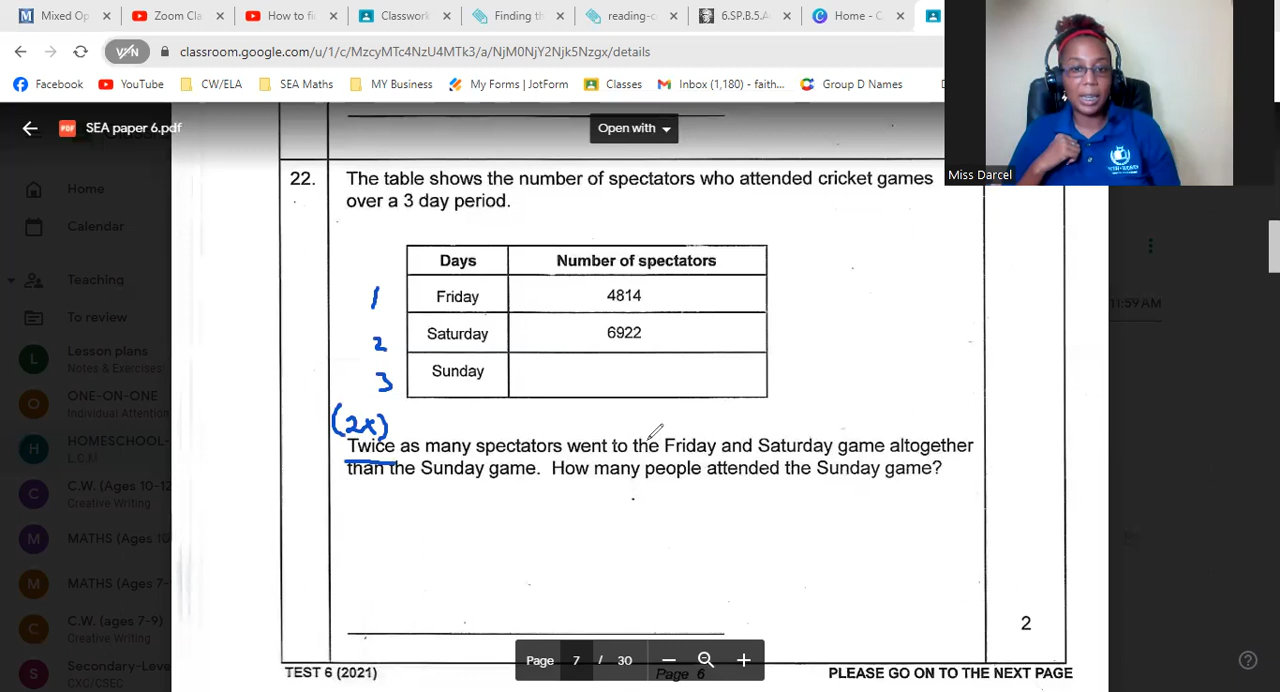 Mixed Op
Zoom Cla
How to fi
Classwork
Finding th
reading-c
6.SP.B.5.A
Home - C
VPN
classroom.google.com/u/1/c/MzcyMTc4NzU4MTk3/a/NjM0NjY2Njk5Nzgx/details
Facebook
YouTube
CW/ELA
SEA Maths
MY Business
My Forms | JotForm
Classes
Inbox (1,180) - faith...
Group D Names
Miss Darcel
PDF
SEA paper 6.pdf
Open with
Home
Calendar
Teaching
To review
L
Lesson plans
Notes & Exercises
O
ONE-ON-ONE
Individual Attention
H
HOMESCHOOL-
L.C.M
C
C.W. (Ages 10-12
Creative Writing
M
MATHS (Ages 10-
M
MATHS (Ages 7-
C
C.W. (ages 7-9)
Creative Writing
S
Secondary-Level
CXC/CSEC
22. The table shows the number of spectators who attended cricket games
over a 3 day period.
Days Number of spectators
1 Friday 4814
2 Saturday 6922
3 Sunday
(2x)
Twice as many spectators went to the Friday and Saturday game altogether
than the Sunday game. How many people attended the Sunday game?
2
11:59 AM
Page 7 / 30
TEST 6 (2021)
Page 6
PLEASE GO ON TO THE NEXT PAGE